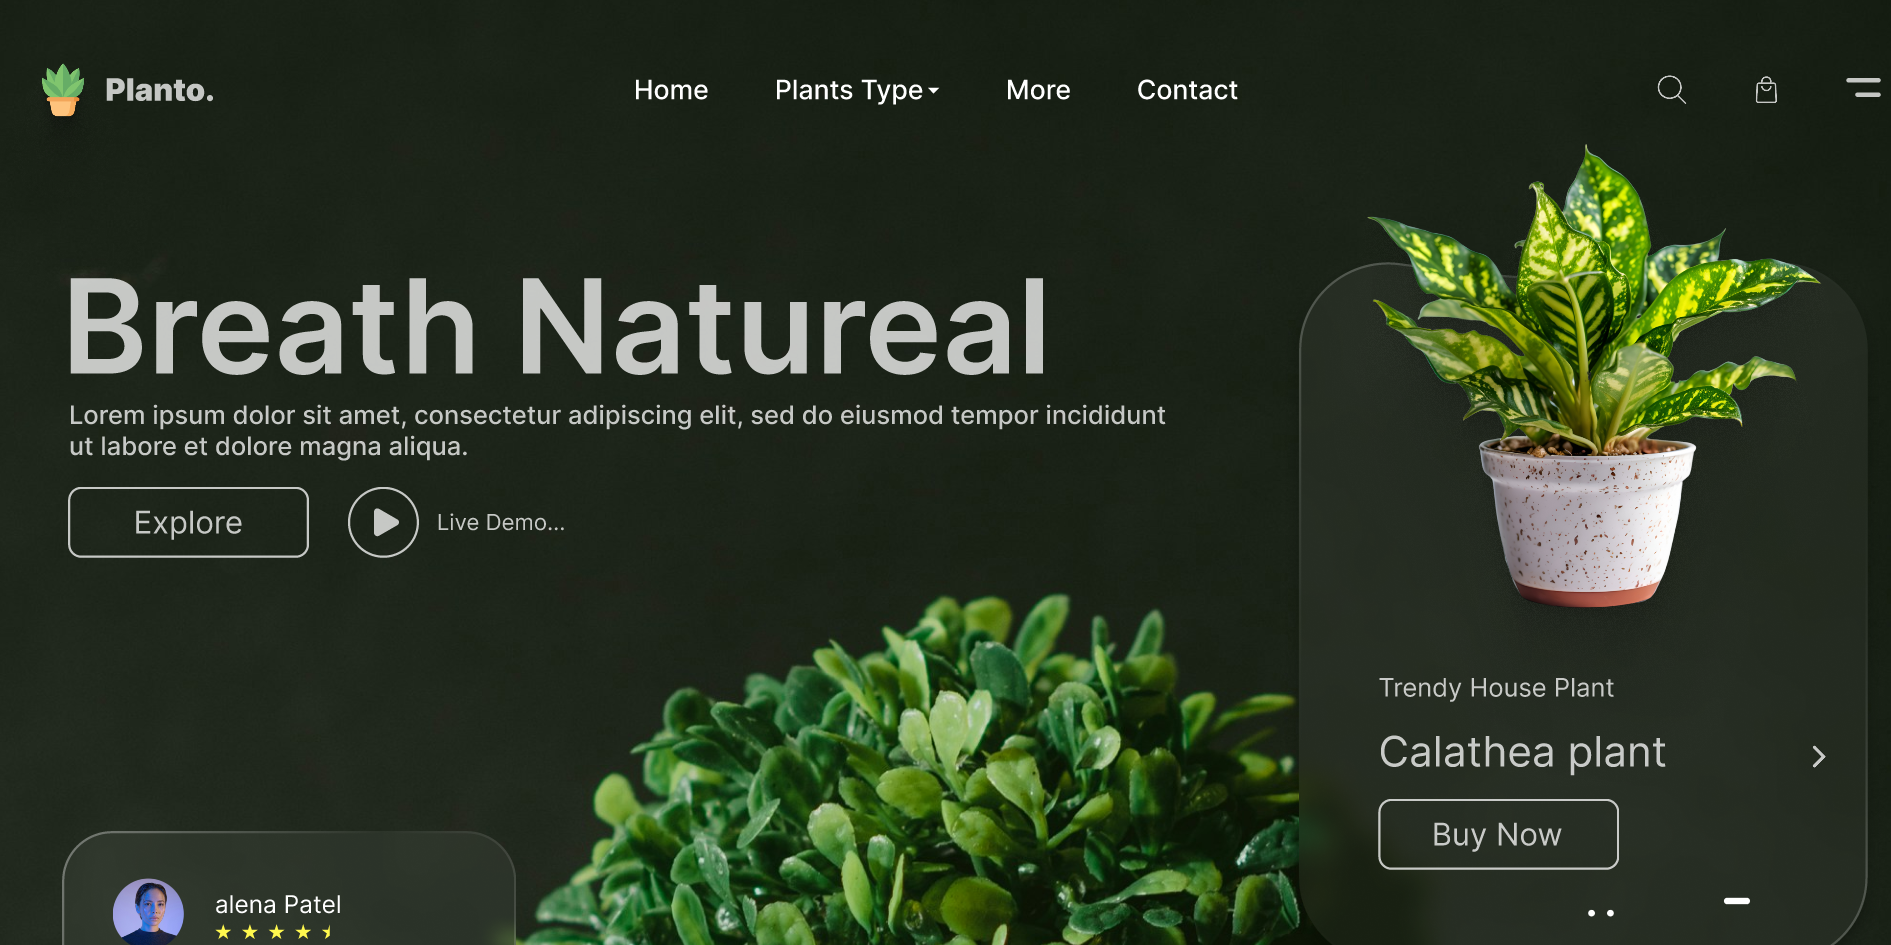 Planto.
Home
Plants Type
More
Contact
Breath Natureal
Lorem ipsum dolor sit amet, consectetur adipiscing elit, sed do eiusmod tempor incididunt
ut labore et dolore magna aliqua.
Explore
Live Demo...
Trendy House Plant
Calathea plant
Buy Now
alena Patel